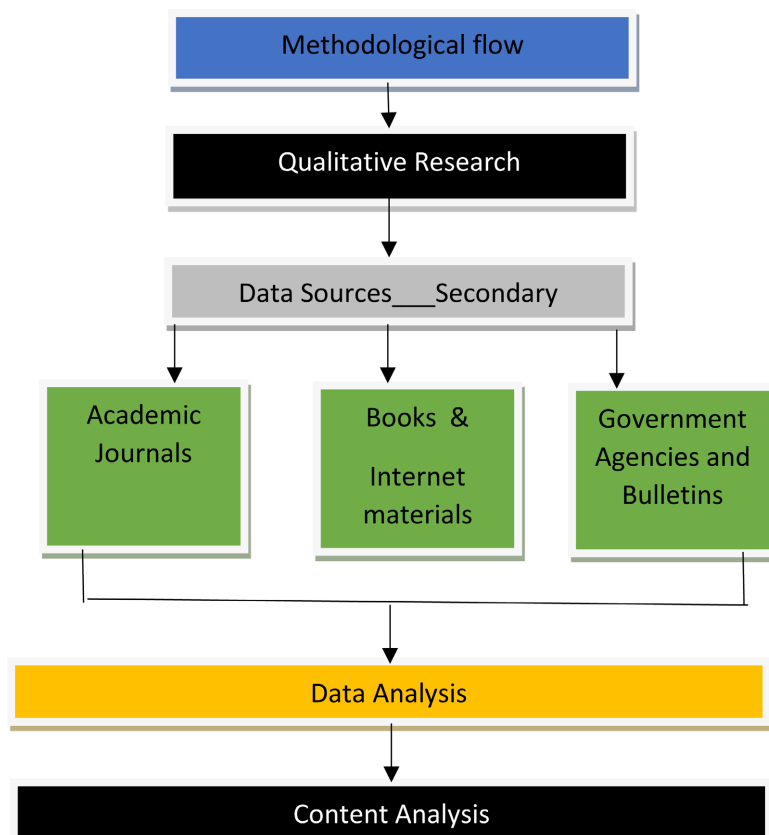 Methodological flow
Qualitative Research
Data Sources___Secondary
Academic
Journals
Books &
Internet
materials
Government
Agencies and
Bulletins
Data Analysis
Content Analysis